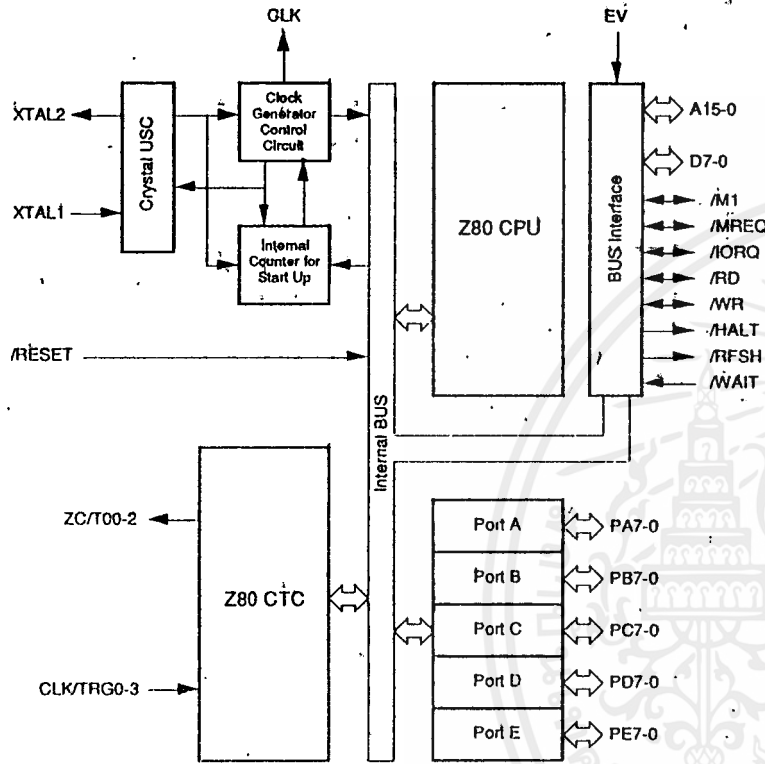 CLK
EV
XTAL2
Crystal USC
Clock
Generator
Control
Circuit
XTAL1
Internal
Counter for
Start Up
/RESET
Internal BUS
Z80 CPU
BUS Interface
A15-0
D7-0
/M1
/MREQ
/IORQ
/RD
/WR
/HALT
/RFSH
/WAIT
ZC/T00-2
Z80 CTC
CLK/TRG0-3
Port A
PA7-0
Port B
PB7-0
Port C
PC7-0
Port D
PD7-0
Port E
PE7-0